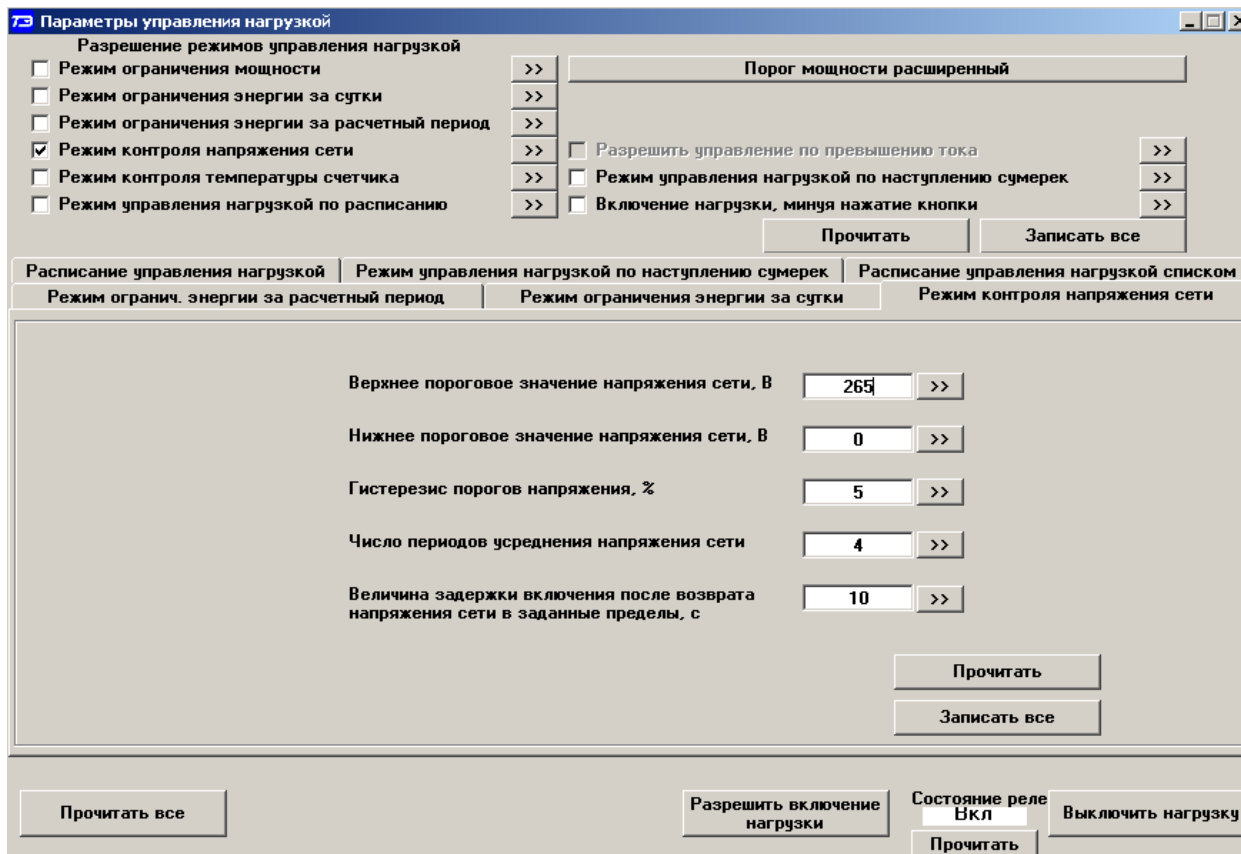 ТЭ Параметры управления нагрузкой
Разрешение режимов управления нагрузкой
Режим ограничения мощности >> Порог мощности расширенный
Режим ограничения энергии за сутки >>
Режим ограничения энергии за расчетный период >>
Режим контроля напряжения сети >> Разрешить управление по превышению тока >>
Режим контроля температуры счетчика >> Режим управления нагрузкой по наступлению сумерек >>
Режим управления нагрузкой по расписанию >> Включение нагрузки, минуя нажатие кнопки >>
Прочитать Записать все
Расписание управления нагрузкой Режим управления нагрузкой по наступлению сумерек Расписание управления нагрузкой списком
Режим огранич. энергии за расчетный период Режим ограничения энергии за сутки Режим контроля напряжения сети
Верхнее пороговое значение напряжения сети, В 265 >>
Нижнее пороговое значение напряжения сети, В 0 >>
Гистерезис порогов напряжения, % 5 >>
Число периодов усреднения напряжения сети 4 >>
Величина задержки включения после возврата
напряжения сети в заданные пределы, с 10 >>
Прочитать
Записать все
Прочитать все
Разрешить включение
нагрузки
Состояние реле
Вкл
Прочитать
Выключить нагрузку